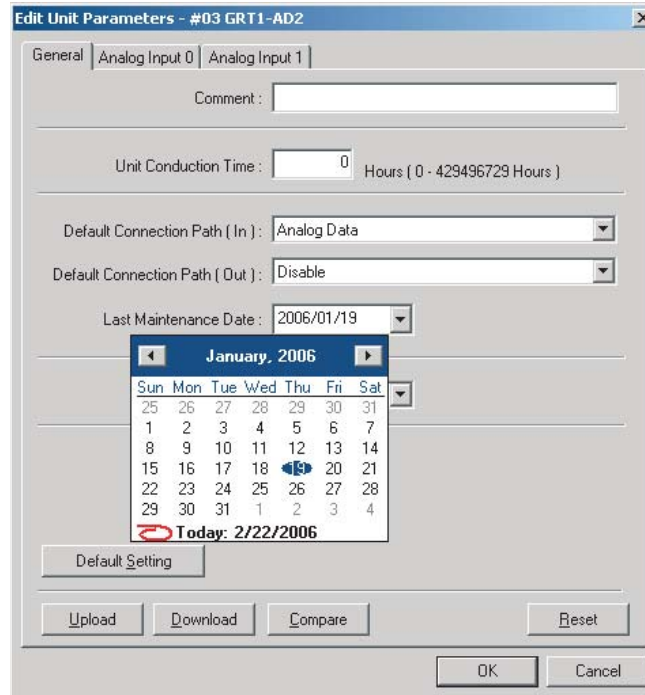 Edit Unit Parameters - #03 GRT1-AD2
General Analog Input 0 Analog Input 1
Comment :
Unit Conduction Time : 0 Hours ( 0 - 429496729 Hours )
Default Connection Path ( In ) : Analog Data
Default Connection Path ( Out ) : Disable
Last Maintenance Date : 2006/01/19
January, 2006
Sun Mon Tue Wed Thu Fri Sat
25 26 27 28 29 30 31
1 2 3 4 5 6 7
8 9 10 11 12 13 14
15 16 17 18 19 20 21
22 23 24 25 26 27 28
29 30 31 1 2 3 4
Today: 2/22/2006
Default Setting
Upload Download Compare Reset
OK Cancel